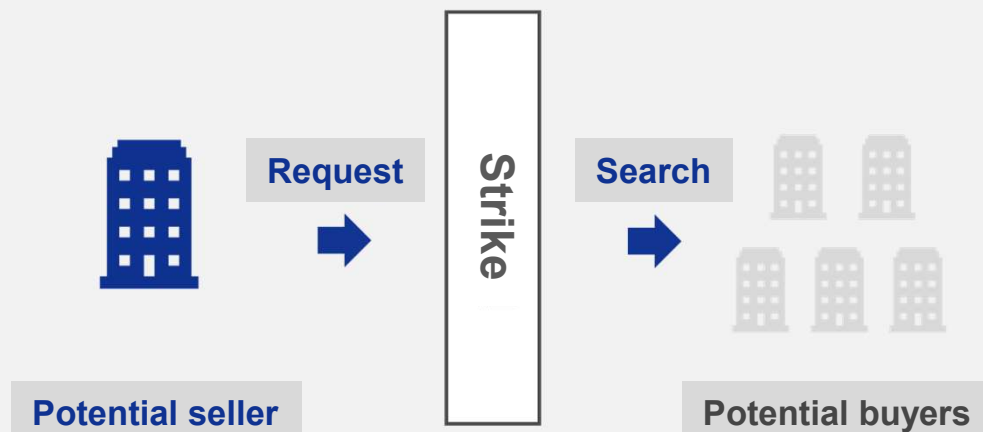 Request
Strike
Search
Potential seller
Potential buyers